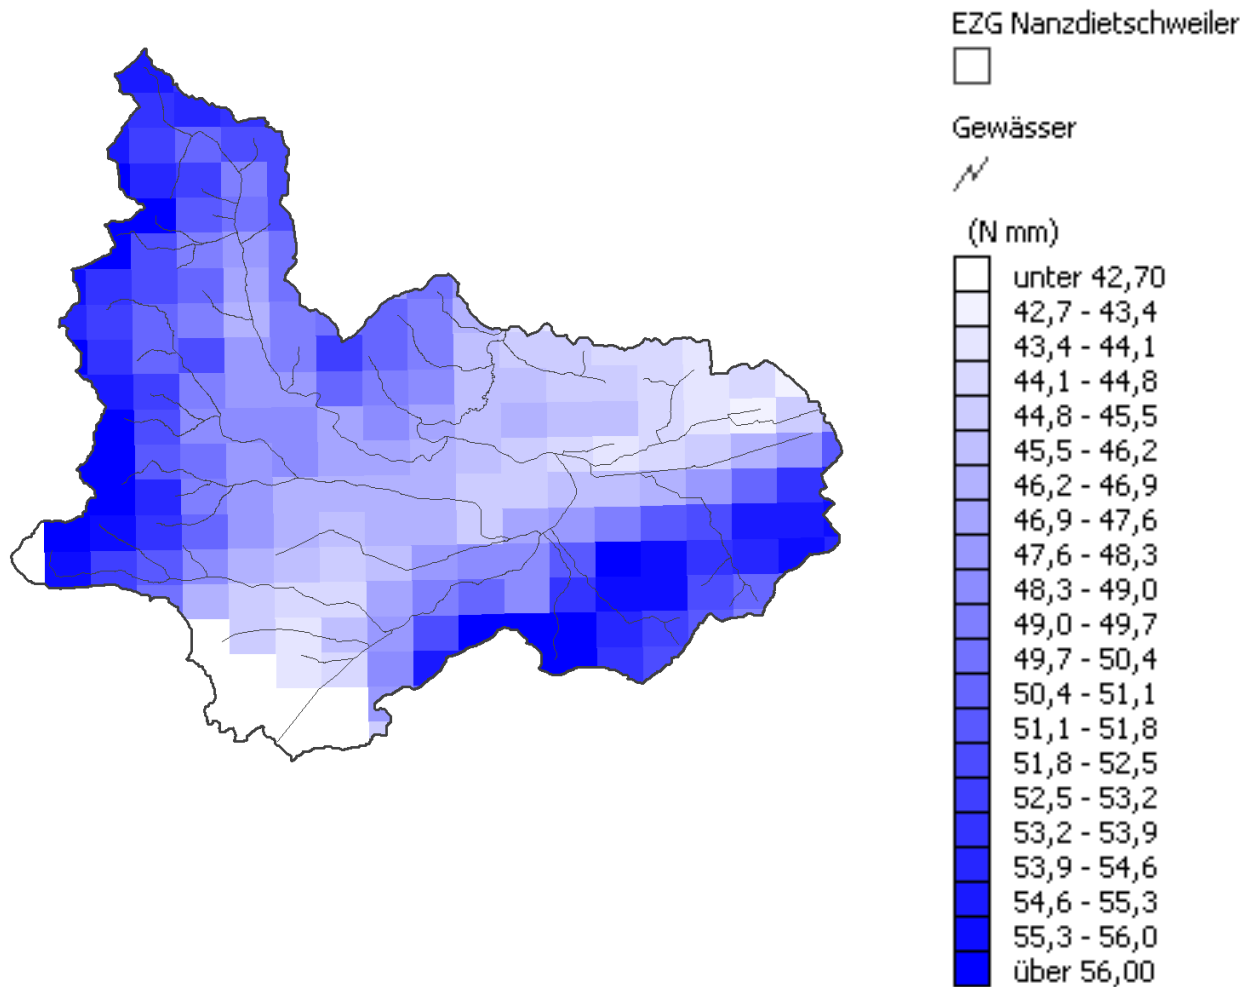 EZG Nanzdietschweiler
Gewässer
(N mm)
unter 42,70
42,7 - 43,4
43,4 - 44,1
44,1 - 44,8
44,8 - 45,5
45,5 - 46,2
46,2 - 46,9
46,9 - 47,6
47,6 - 48,3
48,3 - 49,0
49,0 - 49,7
49,7 - 50,4
50,4 - 51,1
51,1 - 51,8
51,8 - 52,5
52,5 - 53,2
53,2 - 53,9
53,9 - 54,6
54,6 - 55,3
55,3 - 56,0
über 56,00